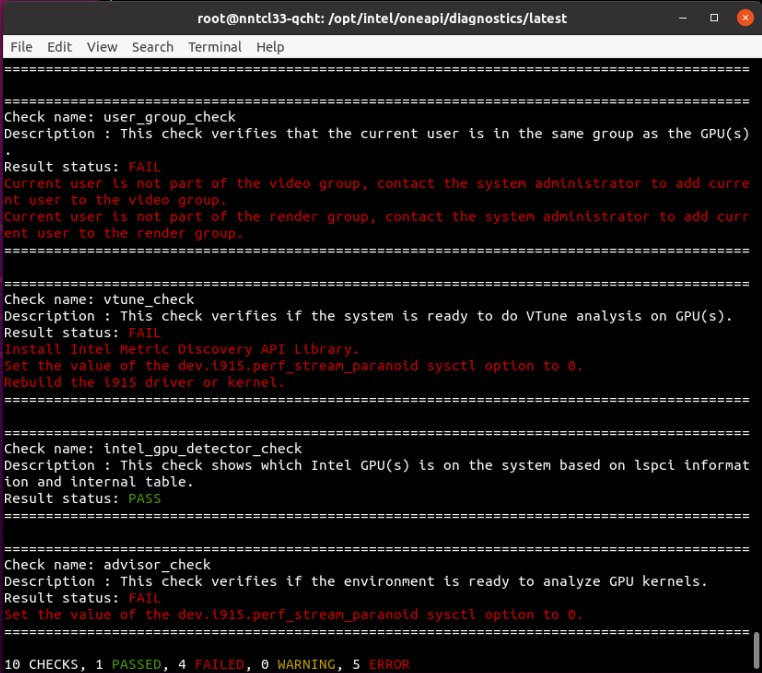 root@nntcl33-qcht: /opt/intel/oneapi/diagnostics/latest
File Edit View Search Terminal Help
==========================================================================================
==========================================================================================
Check name: user_group_check
Description : This check verifies that the current user is in the same group as the GPU(s)
.
Result status: FAIL
Current user is not part of the video group, contact the system administrator to add curre
nt user to the video group.
Current user is not part of the render group, contact the system administrator to add curr
ent user to the render group.
==========================================================================================
==========================================================================================
Check name: vtune_check
Description : This check verifies if the system is ready to do VTune analysis on GPU(s).
Result status: FAIL
Install Intel Metric Discovery API Library.
Set the value of the dev.i915.perf_stream_paranoid sysctl option to 0.
Rebuild the i915 driver or kernel.
==========================================================================================
==========================================================================================
Check name: intel_gpu_detector_check
Description : This check shows which Intel GPU(s) is on the system based on lspci informat
ion and internal table.
Result status: PASS
==========================================================================================
==========================================================================================
Check name: advisor_check
Description : This check verifies if the environment is ready to analyze GPU kernels.
Result status: FAIL
Set the value of the dev.i915.perf_stream_paranoid sysctl option to 0.
==========================================================================================
10 CHECKS, 1 PASSED, 4 FAILED, 0 WARNING, 5 ERROR